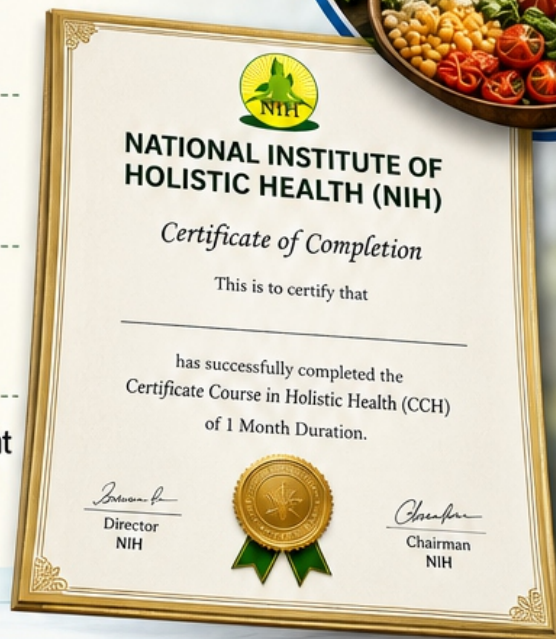 NIH
NATIONAL INSTITUTE OF
HOLISTIC HEALTH (NIH)
Certificate of Completion
This is to certify that
has successfully completed the
Certificate Course in Holistic Health (CCH)
of 1 Month Duration.
Director
NIH
Chairman
NIH